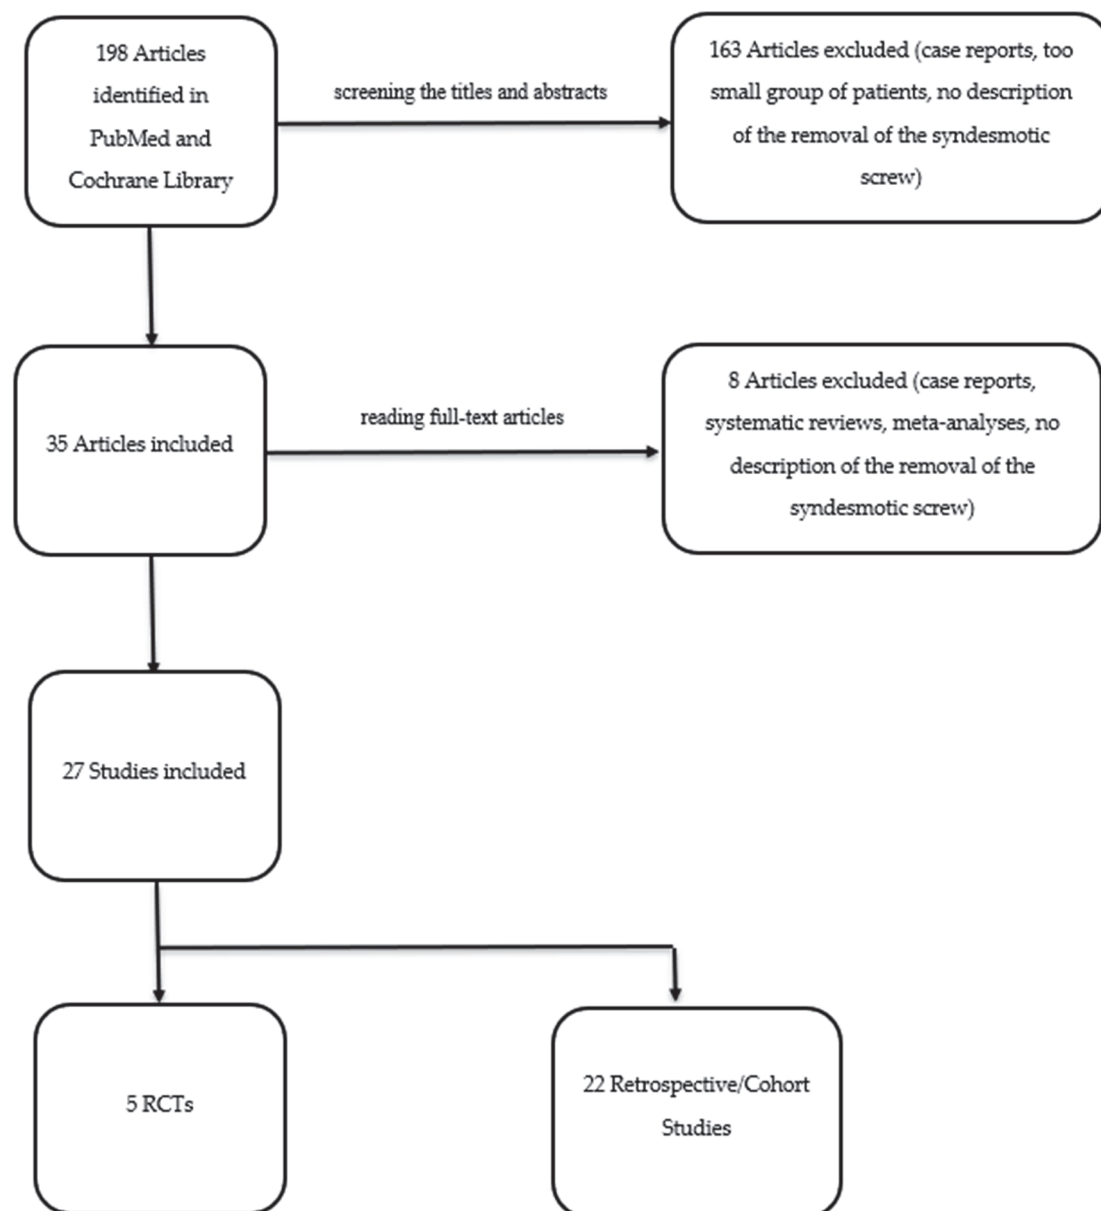 198 Articles
identified in
PubMed and
Cochrane Library
screening the titles and abstracts
163 Articles excluded (case reports, too
small group of patients, no description
of the removal of the syndesmotic
screw)
35 Articles included
reading full-text articles
8 Articles excluded (case reports,
systematic reviews, meta-analyses, no
description of the removal of the
syndesmotic screw)
27 Studies included
5 RCTs
22 Retrospective/Cohort
Studies